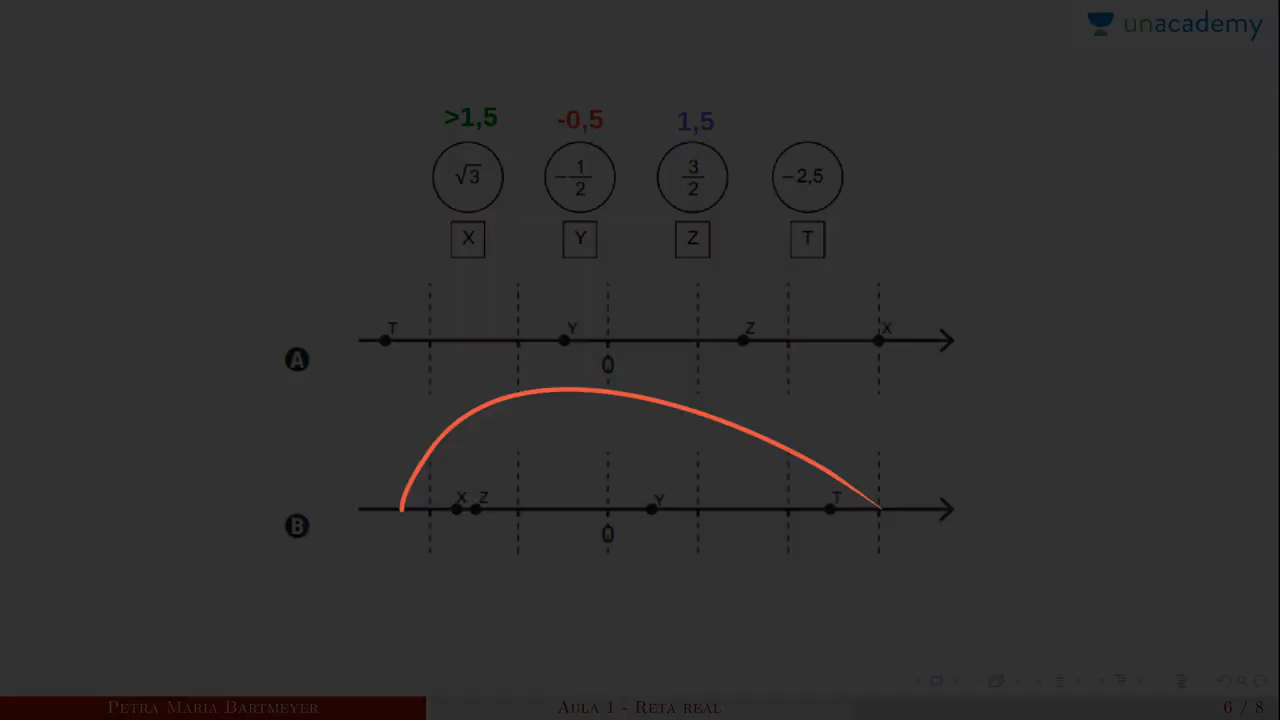 unacademy
>1,5 -0,5 1,5
√3 -1/2 3/2 -2,5
X Y Z T
T Y Z X
A 0
X Z Y T
B 0
Petra Maria Bartmeyer Aula 1 - Reta real 6 / 8